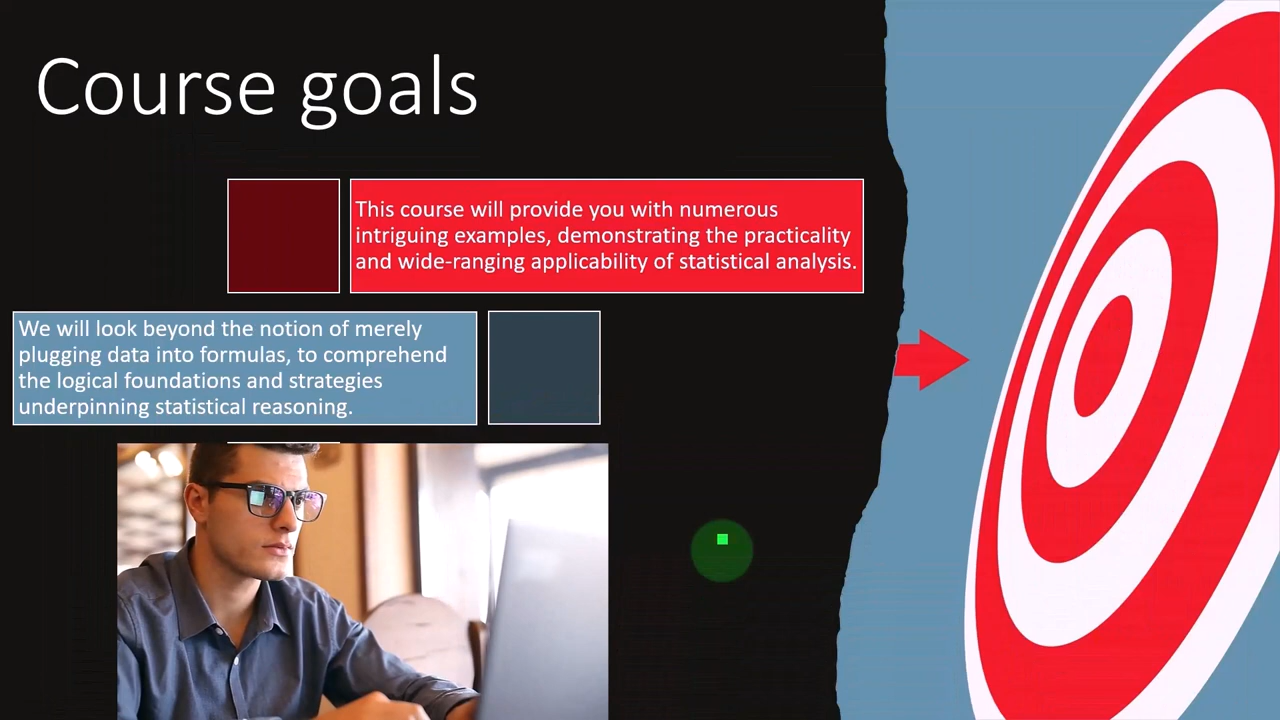 Course goals
This course will provide you with numerous
intriguing examples, demonstrating the practicality
and wide-ranging applicability of statistical analysis.
We will look beyond the notion of merely
plugging data into formulas, to comprehend
the logical foundations and strategies
underpinning statistical reasoning.